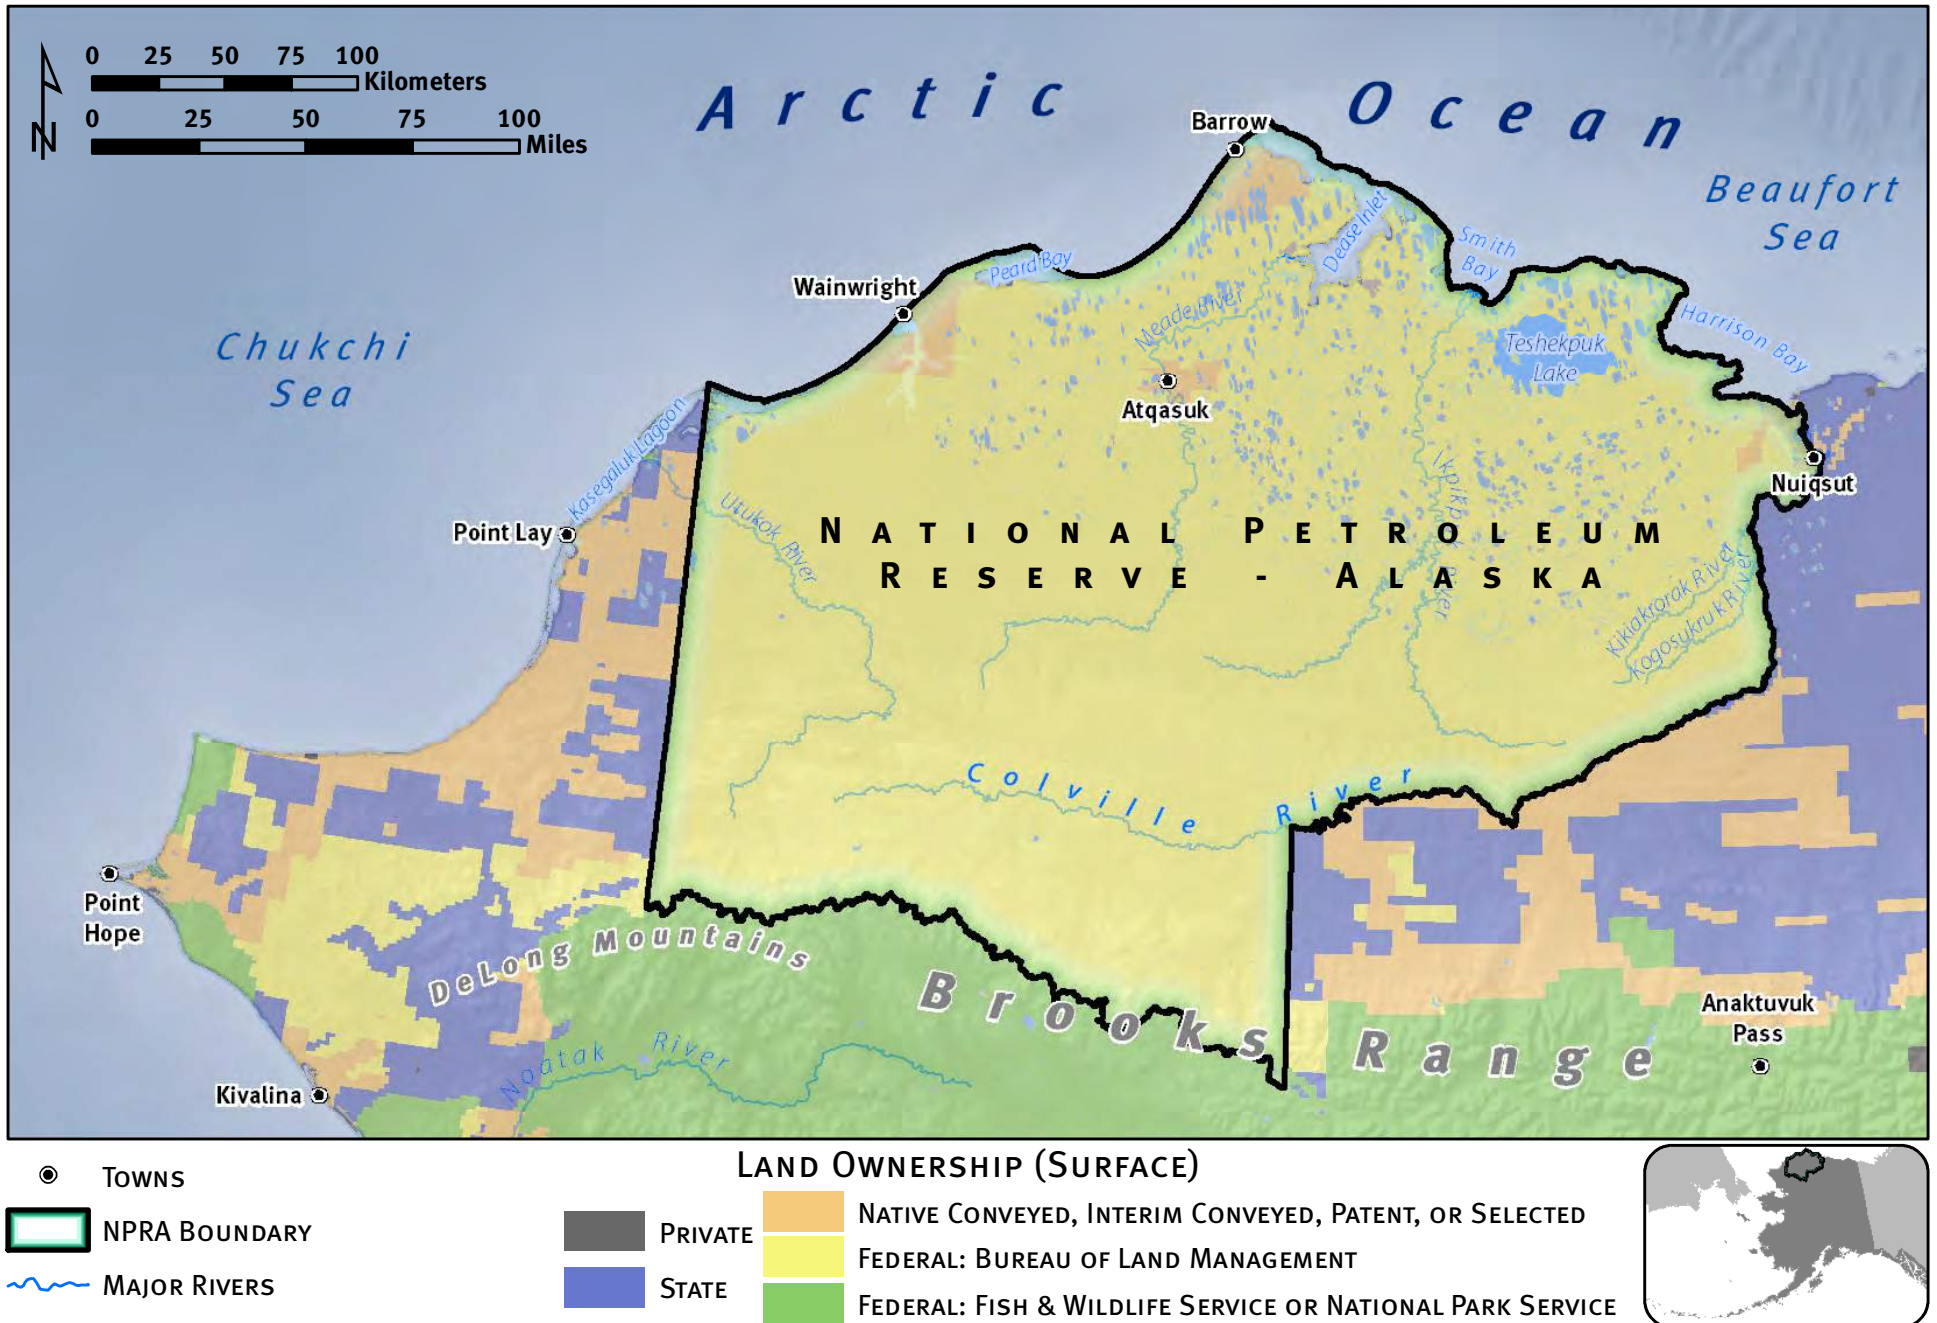 0 25 50 75 100
Kilometers
0 25 50 75 100
Miles
N
Arctic Ocean
Barrow
Beaufort
Sea
Dease Inlet
Smith
Bay
Peard Bay
Wainwright
Meade River
Harrison Bay
Teshekpuk
Lake
Chukchi
Sea
Atqasuk
Kasegaluk Lagoon
Ikpikpuk River
Nuiqsut
Utukok River
Point Lay
NATIONAL PETROLEUM
RESERVE - ALASKA
Kikiakrorak River
Kogosukruk River
Colville River
Point
Hope
DeLong Mountains
Brooks Range
Anaktuvuk
Pass
Noatak River
Kivalina
TOWNS
NPRA BOUNDARY
MAJOR RIVERS
LAND OWNERSHIP (SURFACE)
PRIVATE
STATE
NATIVE CONVEYED, INTERIM CONVEYED, PATENT, OR SELECTED
FEDERAL: BUREAU OF LAND MANAGEMENT
FEDERAL: FISH & WILDLIFE SERVICE OR NATIONAL PARK SERVICE